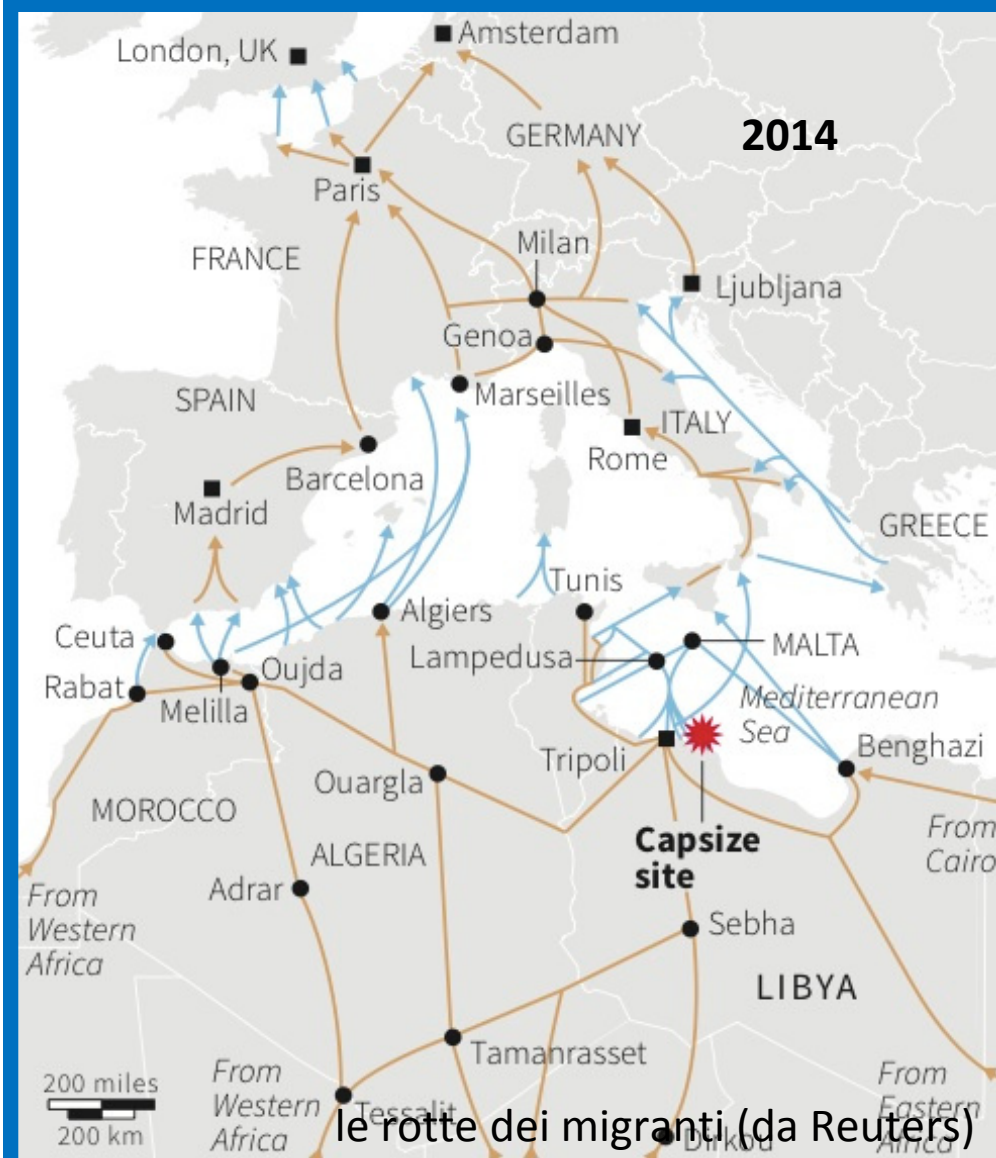 Amsterdam
London, UK
2014
GERMANY
Paris
FRANCE
Milan
Ljubljana
Genoa
Marseilles
SPAIN
ITALY
Rome
Barcelona
Madrid
GREECE
Tunis
Algiers
Ceuta
MALTA
Lampedusa
Oujda
Rabat
Melilla
Mediterranean
Sea
Tripoli
Benghazi
Ouargla
MOROCCO
From
Cairo
Capsize
site
ALGERIA
Adrar
From
Western
Africa
Sebha
LIBYA
Tamanrasset
200 miles
200 km
From
Western
Africa
From
Eastern
Africa
Tessalit
le rotte dei migranti (da Reuters)
Dirkou